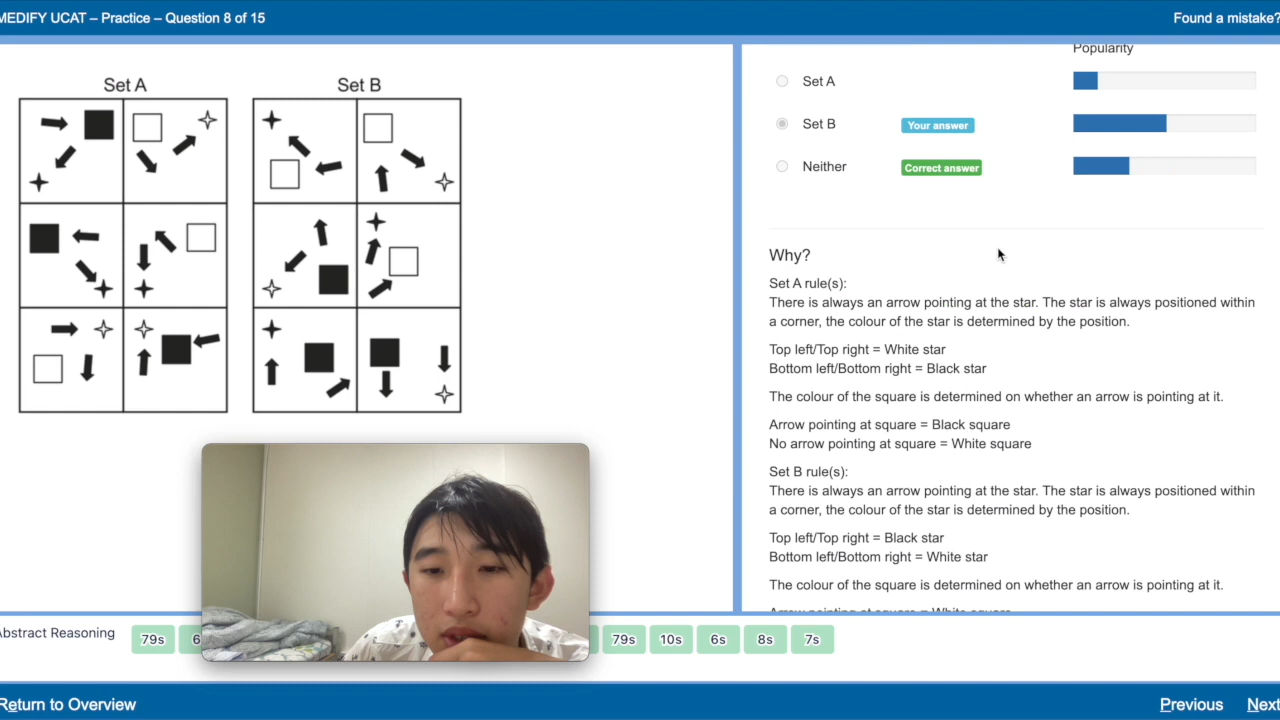 MEDIFY UCAT – Practice – Question 8 of 15
Found a mistake?
Set A
Set B
Popularity
Set A
Set B
Your answer
Neither
Correct answer
Why?
Set A rule(s):
There is always an arrow pointing at the star. The star is always positioned within
a corner, the colour of the star is determined by the position.
Top left/Top right = White star
Bottom left/Bottom right = Black star
The colour of the square is determined on whether an arrow is pointing at it.
Arrow pointing at square = Black square
No arrow pointing at square = White square
Set B rule(s):
There is always an arrow pointing at the star. The star is always positioned within
a corner, the colour of the star is determined by the position.
Top left/Top right = Black star
Bottom left/Bottom right = White star
The colour of the square is determined on whether an arrow is pointing at it.
Arrow pointing at square = White square
Abstract Reasoning
79s
6
79s
10s
6s
8s
7s
Return to Overview
Previous
Next